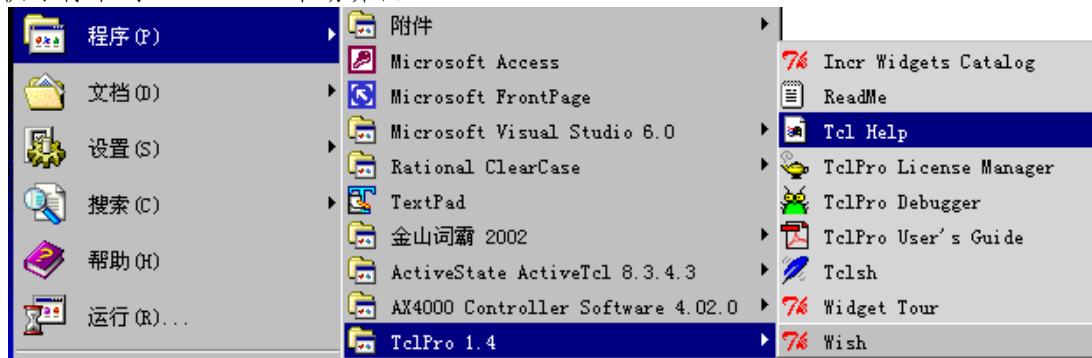 程序(P)
文档(D)
设置(S)
搜索(C)
帮助(H)
运行(R)...
附件
Microsoft Access
Microsoft FrontPage
Microsoft Visual Studio 6.0
Rational ClearCase
TextPad
金山词霸 2002
ActiveState ActiveTcl 8.3.4.3
AX4000 Controller Software 4.02.0
TclPro 1.4
Incr Widgets Catalog
ReadMe
Tcl Help
TclPro License Manager
TclPro Debugger
TclPro User's Guide
Tclsh
Widget Tour
Wish